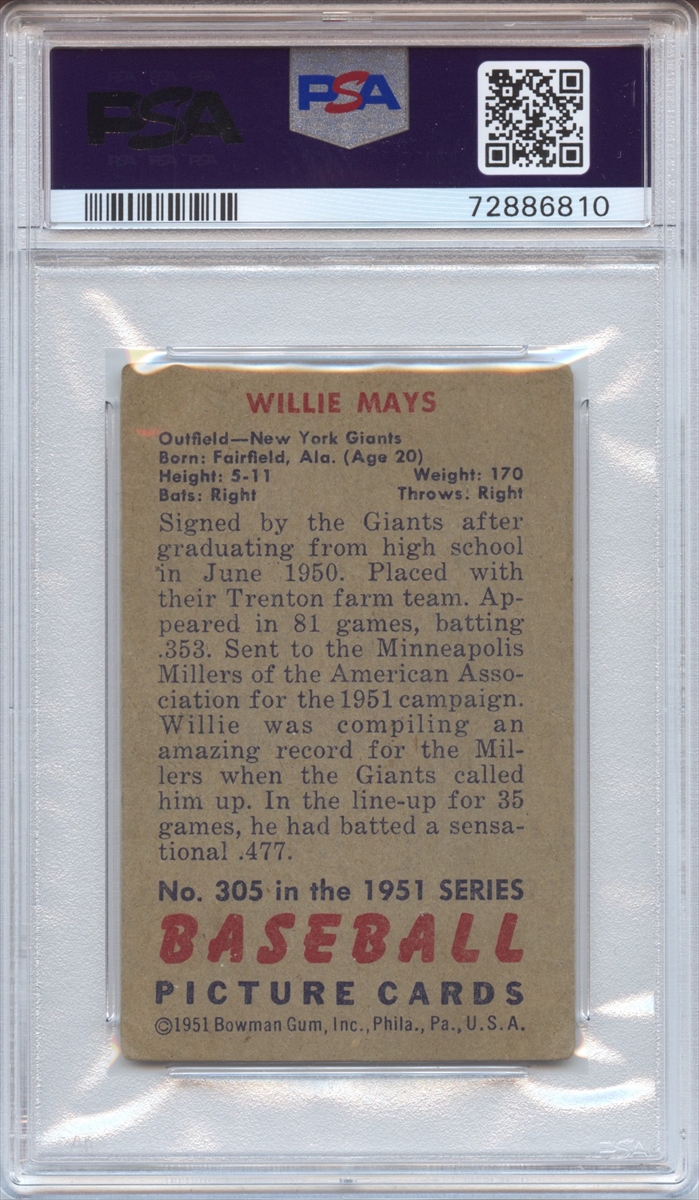 PSA
PSA
72886810
WILLIE MAYS
Outfield—New York Giants
Born: Fairfield, Ala. (Age 20)
Height: 5-11 Weight: 170
Bats: Right Throws: Right
Signed by the Giants after
graduating from high school
in June 1950. Placed with
their Trenton farm team. Ap-
peared in 81 games, batting
.353. Sent to the Minneapolis
Millers of the American Asso-
ciation for the 1951 campaign.
Willie was compiling an
amazing record for the Mil-
lers when the Giants called
him up. In the line-up for 35
games, he had batted a sensa-
tional .477.
No. 305 in the 1951 SERIES
BASEBALL
PICTURE CARDS
©1951 Bowman Gum, Inc., Phila., Pa., U.S.A.
PSA